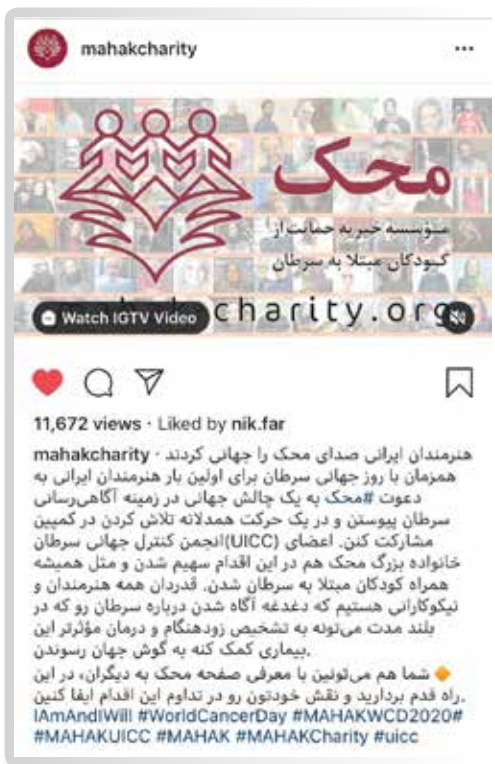 mahakcharity
محک
مؤسسه خیریه حمایت از
کودکان مبتلا به سرطان
Watch IGTV Video
charity.org
11,672 views · Liked by nik.far
mahakcharity · هنرمندان ایرانی صدای محک را جهانی کردند
همزمان با روز جهانی سرطان برای اولین بار هنرمندان ایرانی به
دعوت #محک به یک چالش جهانی در زمینه آگاهی‌رسانی
سرطان پیوستن و در یک حرکت همدلانه تلاش کردن در کمپین
انجمن کنترل جهانی سرطان(UICC) مشارکت کنن. اعضای
خانواده بزرگ محک هم در این اقدام سهیم شدن و مثل همیشه
همراه کودکان مبتلا به سرطان شدن. قدردان همه هنرمندان و
نیکوکارانی هستیم که دغدغه آگاه شدن درباره سرطان رو که در
بلند مدت می‌تونه به تشخیص زودهنگام و درمان مؤثرتر این
.بیماری کمک کنه به گوش جهان رسوندن
🔸 شما هم می‌تونین با معرفی صفحه محک به دیگران، در این
.راه قدم بردارید و نقش خودتون رو در تداوم این اقدام ایفا کنین
IAmAndIWill #WorldCancerDay #MAHAKWCD2020#
#MAHAKUICC #MAHAK #MAHAKCharity #uicc